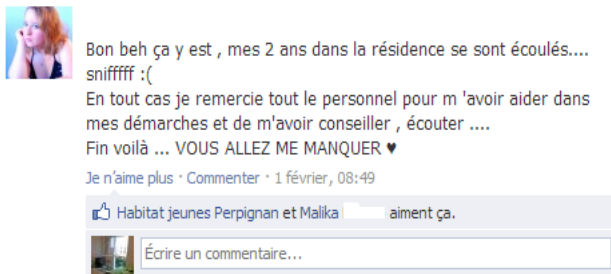 Bon beh ça y est , mes 2 ans dans la résidence se sont écoulés....
snifffff :(
En tout cas je remercie tout le personnel pour m 'avoir aider dans
mes démarches et de m'avoir conseiller , écouter ....
Fin voilà ... VOUS ALLEZ ME MANQUER ♥
Je n'aime plus · Commenter · 1 février, 08:49
Habitat jeunes Perpignan et Malika aiment ça.
Écrire un commentaire...